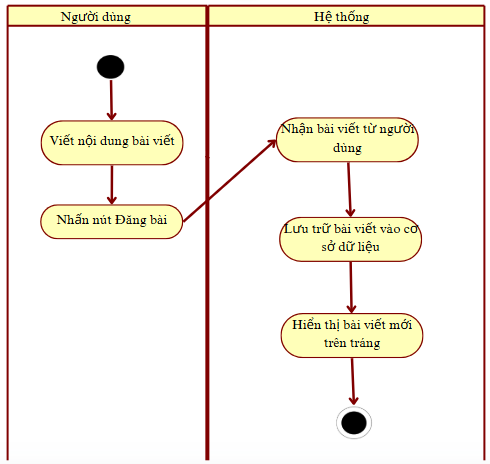 Người dùng
Hệ thống
Viết nội dung bài viết
Nhấn nút Đăng bài
Nhận bài viết từ người
dùng
Lưu trữ bài viết vào cơ
sở dữ liệu
Hiển thị bài viết mới
trên trảng